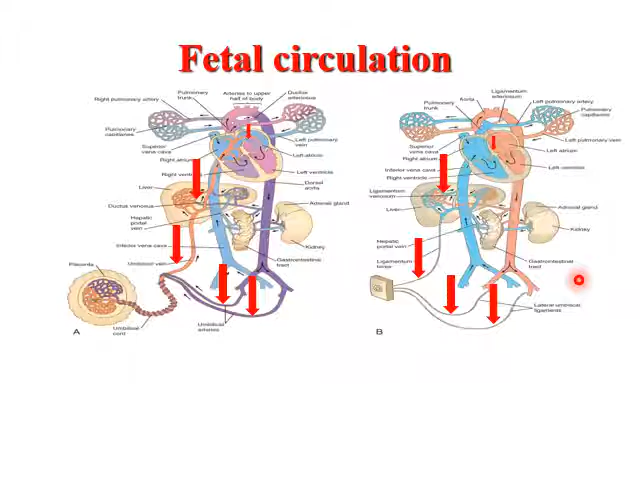 Fetal circulation
Pulmonary
trunk
Arteries to upper
half of body
Ductus
arteriosus
Right pulmonary artery
Pulmonary
capillaries
Superior
vena cava
Left pulmonary
vein
Right atrium
Left atrium
Right ventri
Left ventricle
Dorsal
aorta
Liver
Ductus venosus
Adrenal gland
Hepatic
portal
vein
Inferior vena cava
Kidney
Gastrointestinal
tract
Umbilical vein
Placenta
Umbilical
cord
Umbilical
arteries
A
Ligamentum
arteriosum
Aorta
Pulmonary
trunk
Left pulmonary artery
Pulmonary
capillaries
Superior
vena cava
Left pulmonary vein
Right atrium
Left atrium
Inferior vena cava
Right ventricle
Left ventricle
Ligamentum
venosum
Liver
Adrenal gland
Kidney
Hepatic
portal vein
Ligamentum
teres
Gastrointestinal
tract
Lateral umbilical
ligaments
B